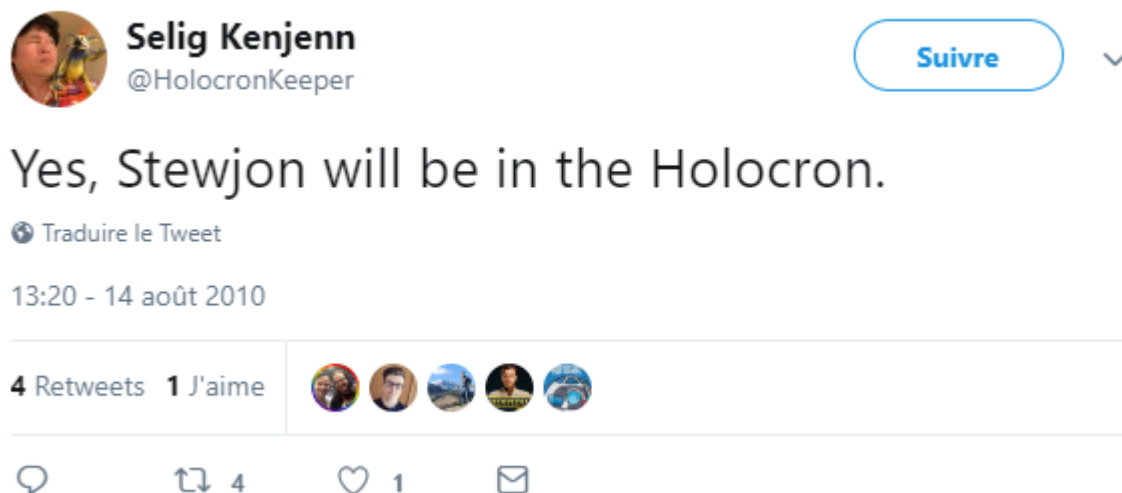 Selig Kenjenn
@HolocronKeeper
Suivre
Yes, Stewjon will be in the Holocron.
Traduire le Tweet
13:20 - 14 août 2010
4 Retweets 1 J'aime
4 1